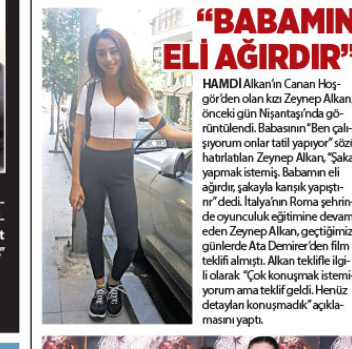 “BABAMIN
ELİ AĞIRDIR”
HAMDİ Alkan’ın Canan Hoş-
gör’den olan kızı Zeynep Alkan,
önceki gün Nişantaşı’nda gö-
rüntülendi. Babasının “Ben çalı-
şıyorum onlar tatil yapıyor” sözü
hatırlatılan Zeynep Alkan, “Şaka
yapmak istemiş. Babamın eli
ağırdır, şakayla karışık yapıştı-
rır” dedi. İtalya’nın Roma şehrin-
de oyunculuk eğitimine devam
eden Zeynep Alkan, geçtiğimiz
günlerde Ata Demirer’den film
teklifi almıştı. Alkan teklifle ilgi-
li olarak “Çok konuşmak istemi-
yorum ama teklif geldi. Henüz
detayları konuşmadık” açıkla-
masını yaptı.